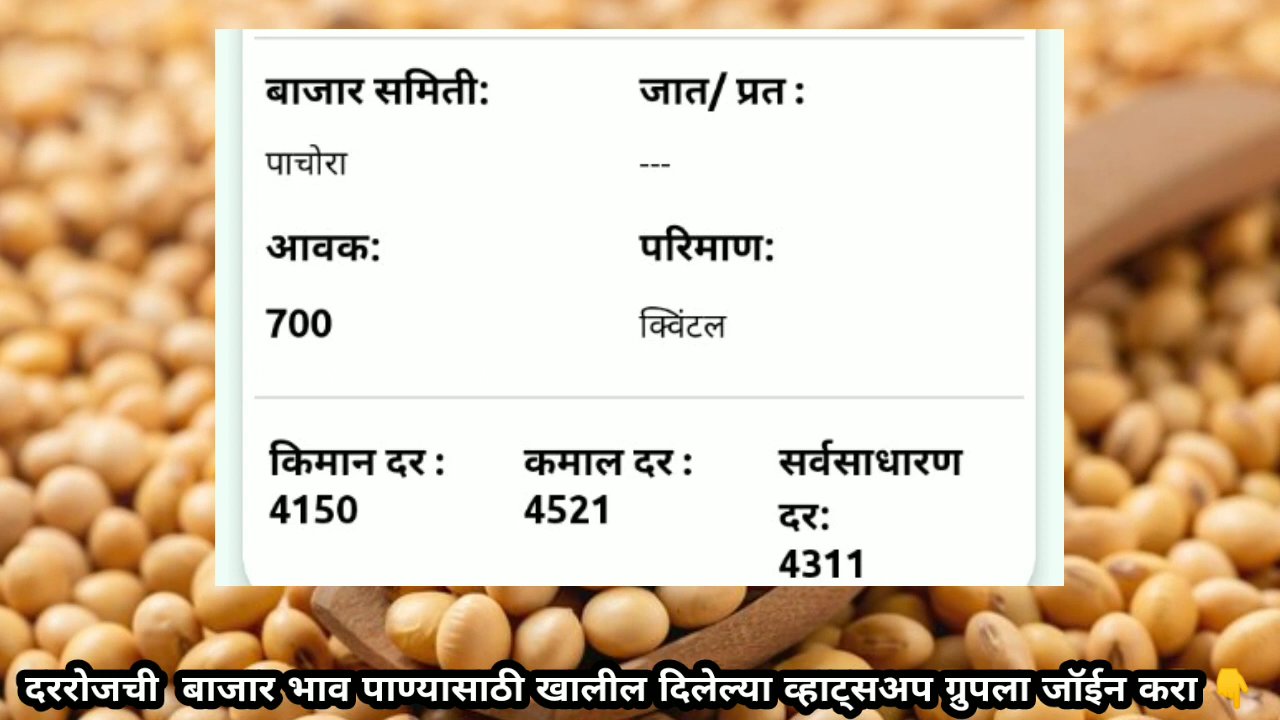 बाजार समिती: जात/ प्रत :
पाचोरा ---
आवक: परिमाण:
700 क्विंटल
किमान दर : कमाल दर : सर्वसाधारण
4150 4521 दर:
4311
दररोजची बाजार भाव पाण्यासाठी खालील दिलेल्या व्हाट्सअप ग्रुपला जॉईन करा 👇